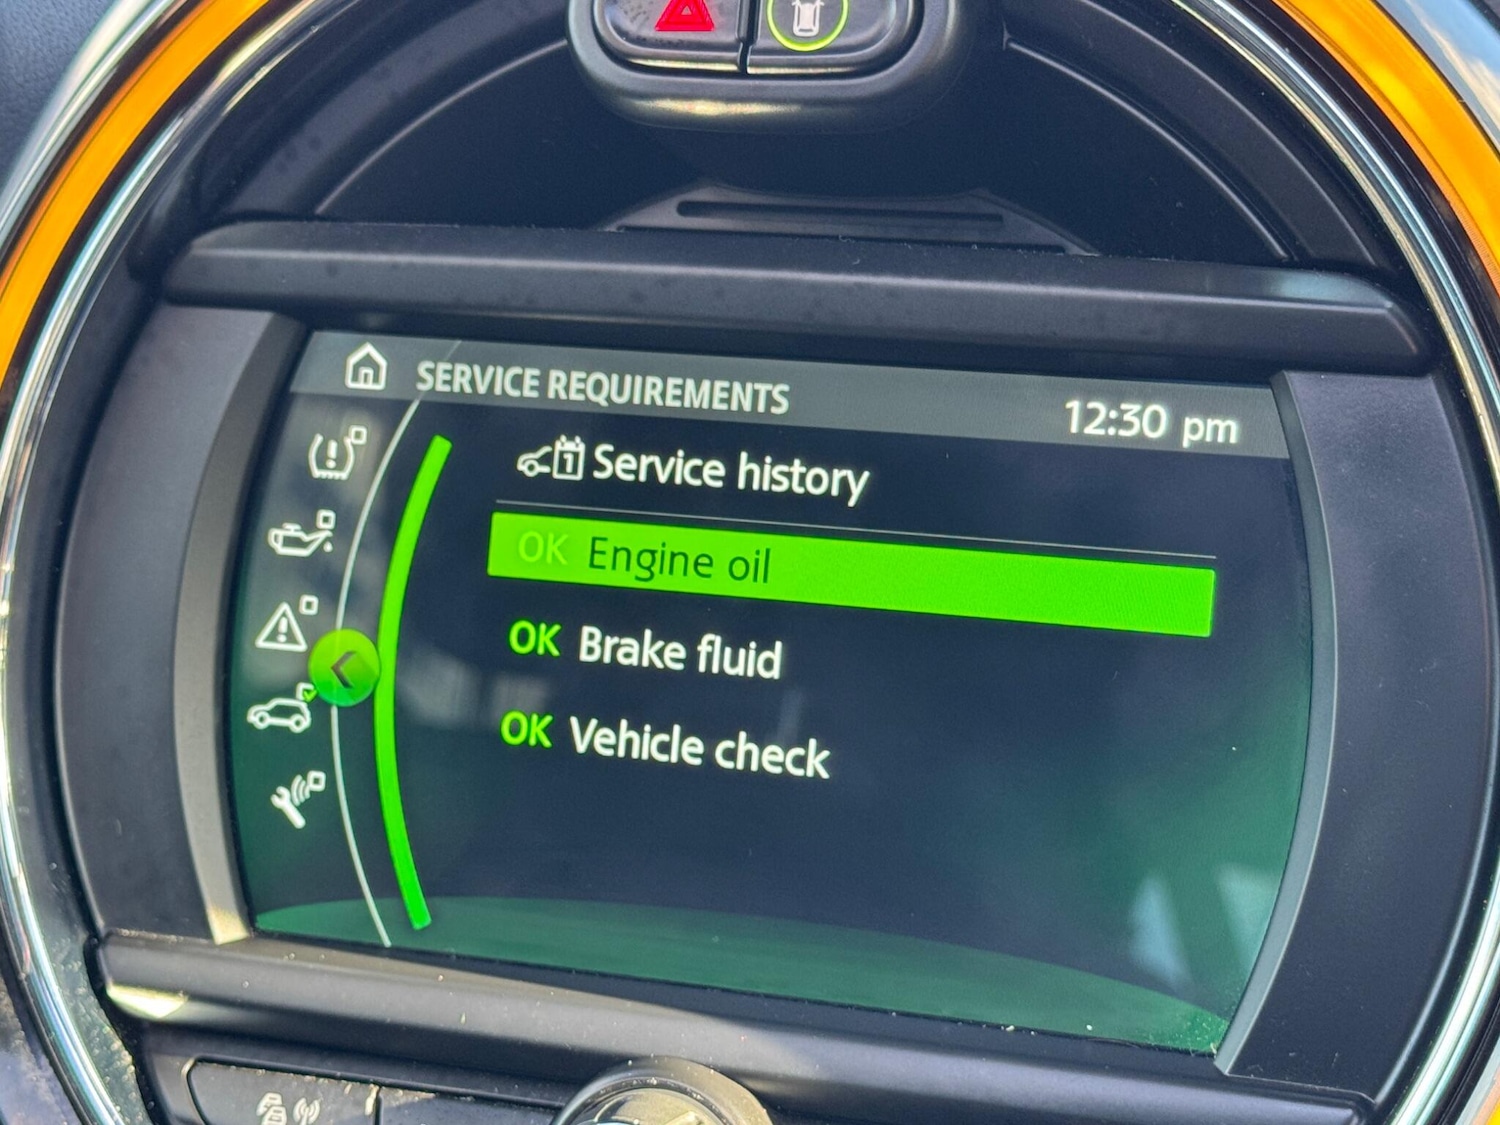 SERVICE REQUIREMENTS
12:30 pm
Service history
OK Engine oil
OK Brake fluid
OK Vehicle check